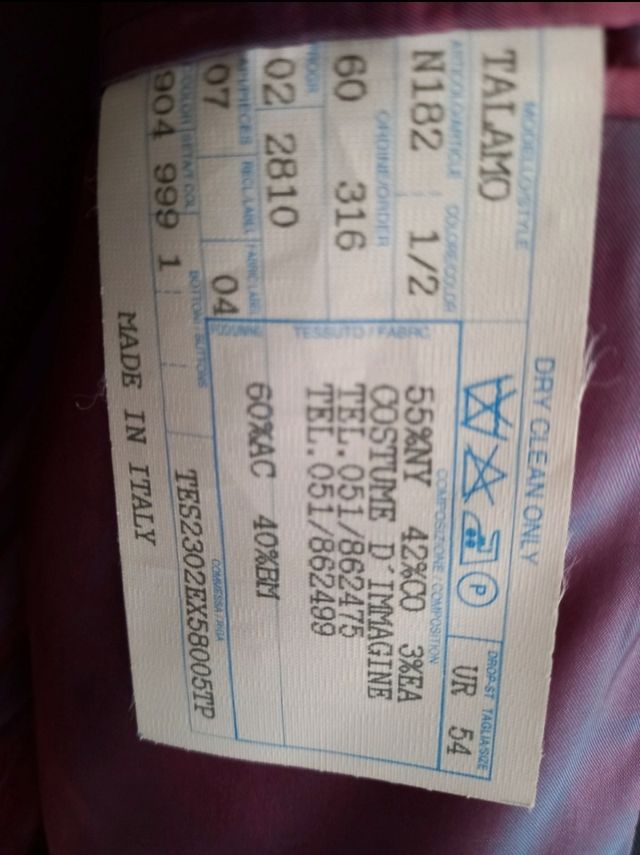 MODELLO/STYLE
TALAMO
DRY CLEAN ONLY
P
DROP-ST TAGLIA/SIZE
UR 54
ARTICOLO/ARTICLE COLORE/COLOR
N182 1/2
ORDINE/ORDER
60 316
02 2810
07 04
904 999 1
BOTTONI / BUTTONS
TESSUTO / FABRIC
COMPOSIZIONE / COMPOSITION
55%NY 42%CO 3%EA
COSTUME D'IMMAGINE
TEL.051/862475
TEL.051/862499
60%AC 40%BM
COMMESSA / RIGA
TES2302EX58005TP
MADE IN ITALY